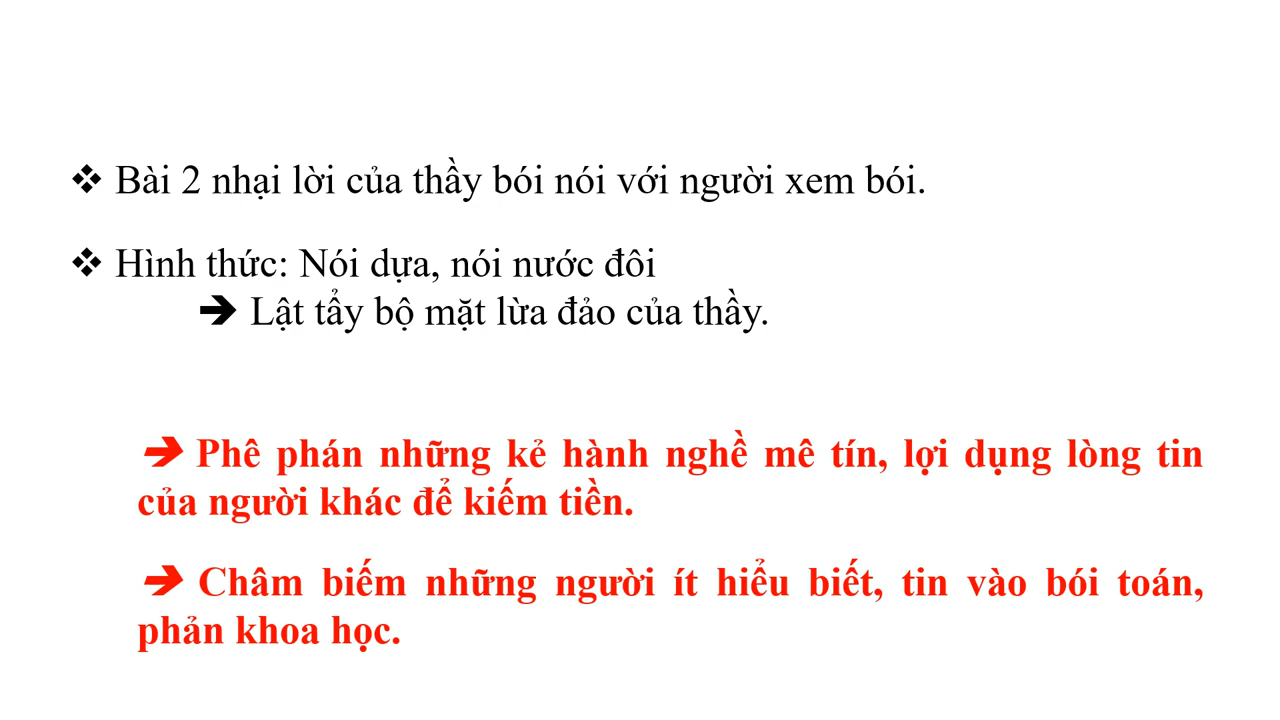 ❖ Bài 2 nhại lời của thầy bói nói với người xem bói.
❖ Hình thức: Nói dựa, nói nước đôi
➔ Lật tẩy bộ mặt lừa đảo của thầy.
➔ Phê phán những kẻ hành nghề mê tín, lợi dụng lòng tin
của người khác để kiếm tiền.
➔ Châm biếm những người ít hiểu biết, tin vào bói toán,
phản khoa học.